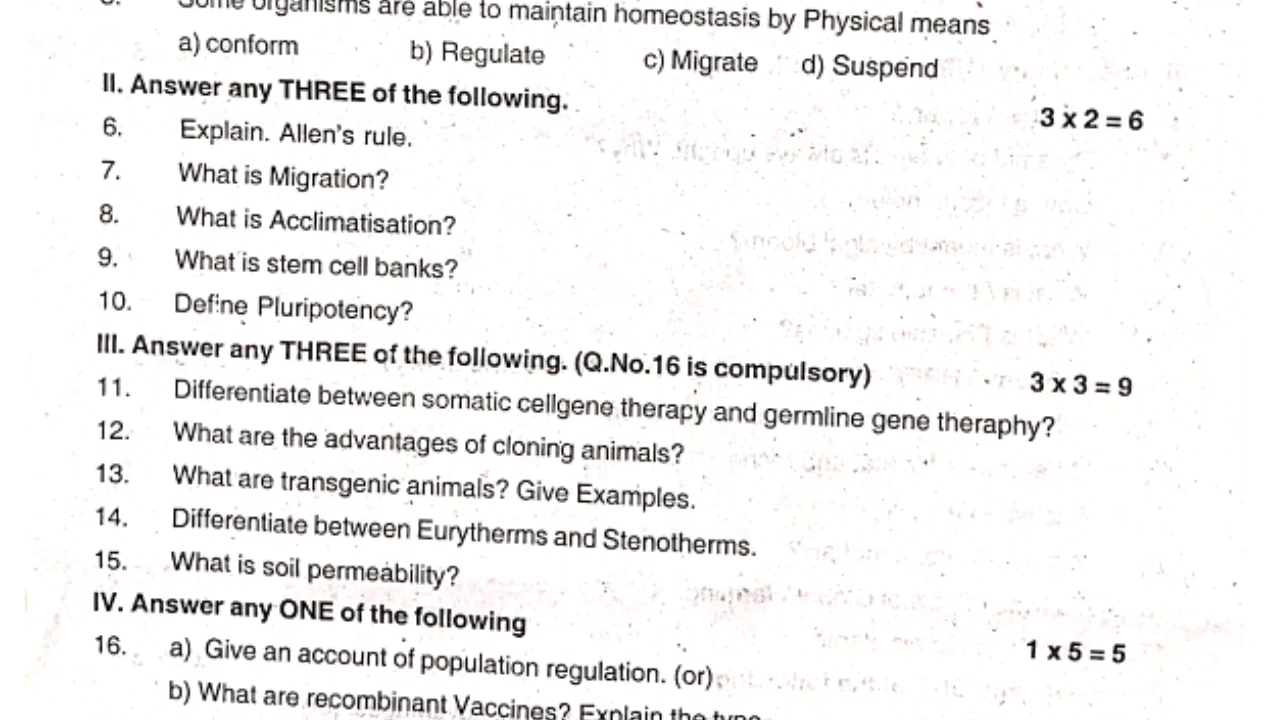 Some organisms are able to maintain homeostasis by Physical means
a) conform b) Regulate c) Migrate d) Suspend
II. Answer any THREE of the following. 3 x 2 = 6
6. Explain. Allen's rule.
7. What is Migration?
8. What is Acclimatisation?
9. What is stem cell banks?
10. Define Pluripotency?
III. Answer any THREE of the following. (Q.No.16 is compulsory) 3 x 3 = 9
11. Differentiate between somatic cellgene therapy and germline gene theraphy?
12. What are the advantages of cloning animals?
13. What are transgenic animals? Give Examples.
14. Differentiate between Eurytherms and Stenotherms.
15. What is soil permeability?
IV. Answer any ONE of the following 1 x 5 = 5
16. a) Give an account of population regulation. (or)
b) What are recombinant Vaccines? Explain the